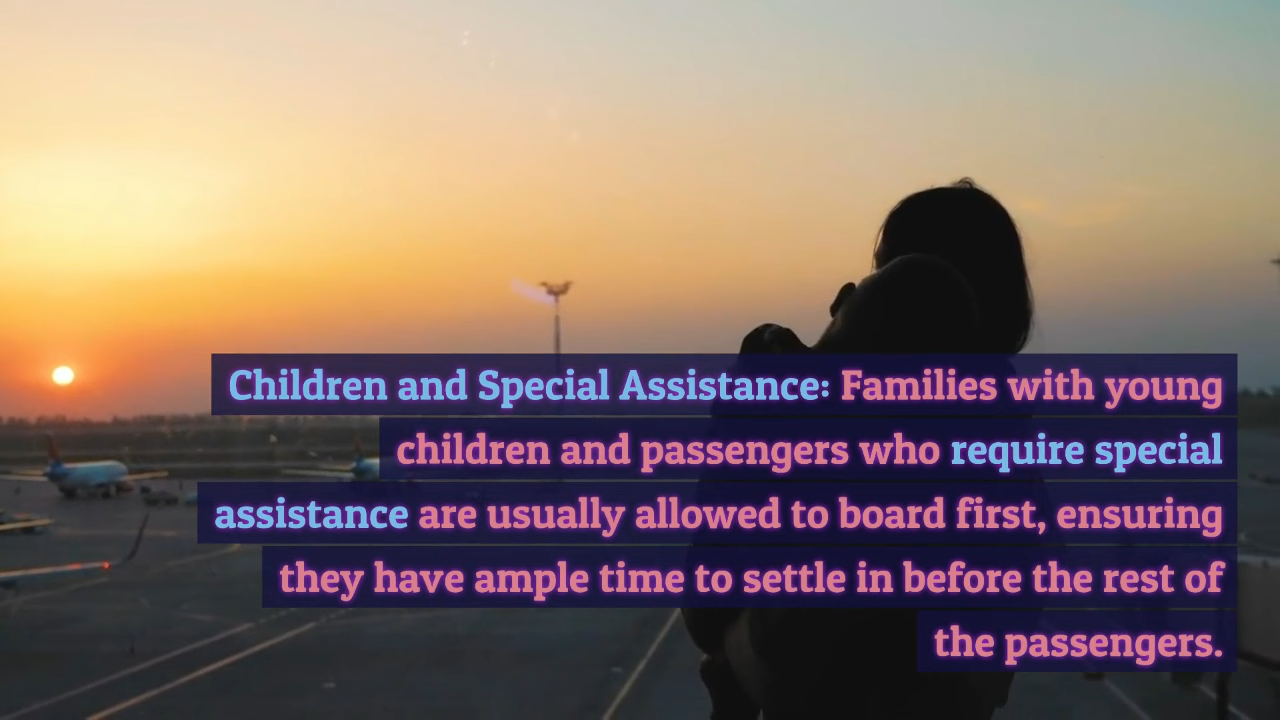 Children and Special Assistance: Families with young
children and passengers who require special
assistance are usually allowed to board first, ensuring
they have ample time to settle in before the rest of
the passengers.